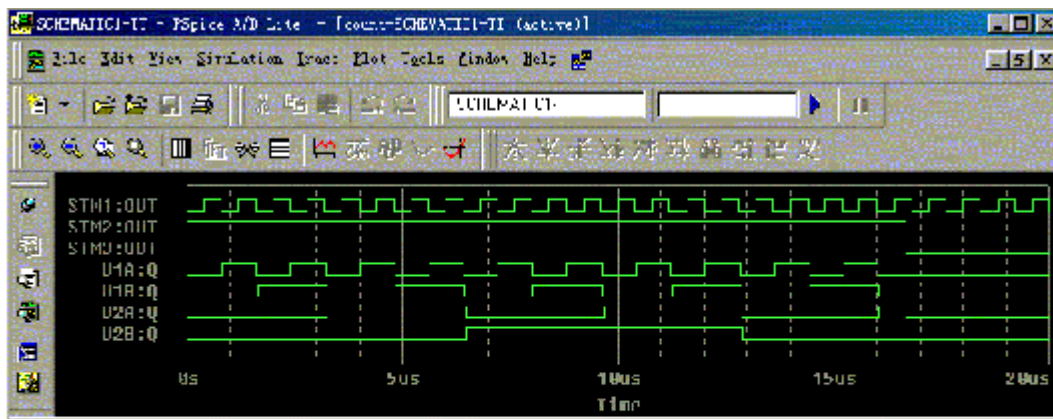 SCHEMATIC1-TT - PSpice A/D Lite - [count-SCHEMATIC1-TT (active)]
File Edit View Simulation Trace Plot Tools Window Help
SCHEMATIC1-
STM1:OUT
STM2:OUT
STM3:OUT
U1A:Q
U1B:Q
U2A:Q
U2B:Q
0s 5us 10us 15us 20us
Time